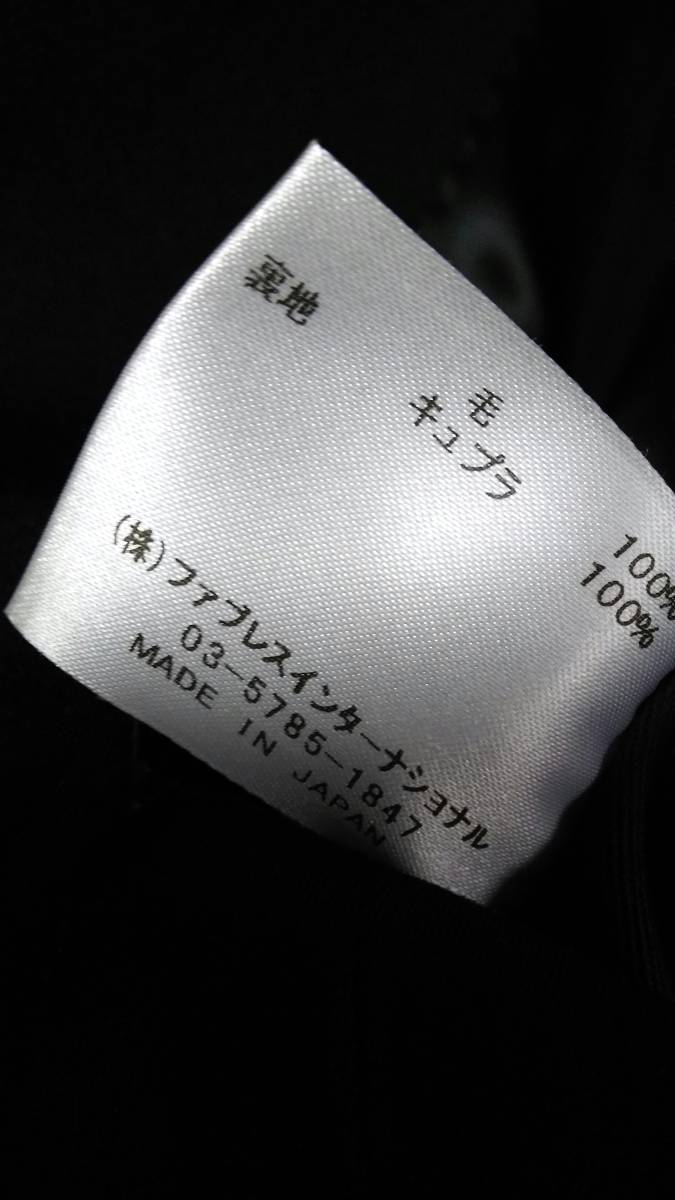 毛 100%
裏地 キュプラ 100%
(株)ファブレスインターナショナル
03-5785-1847
MADE IN JAPAN